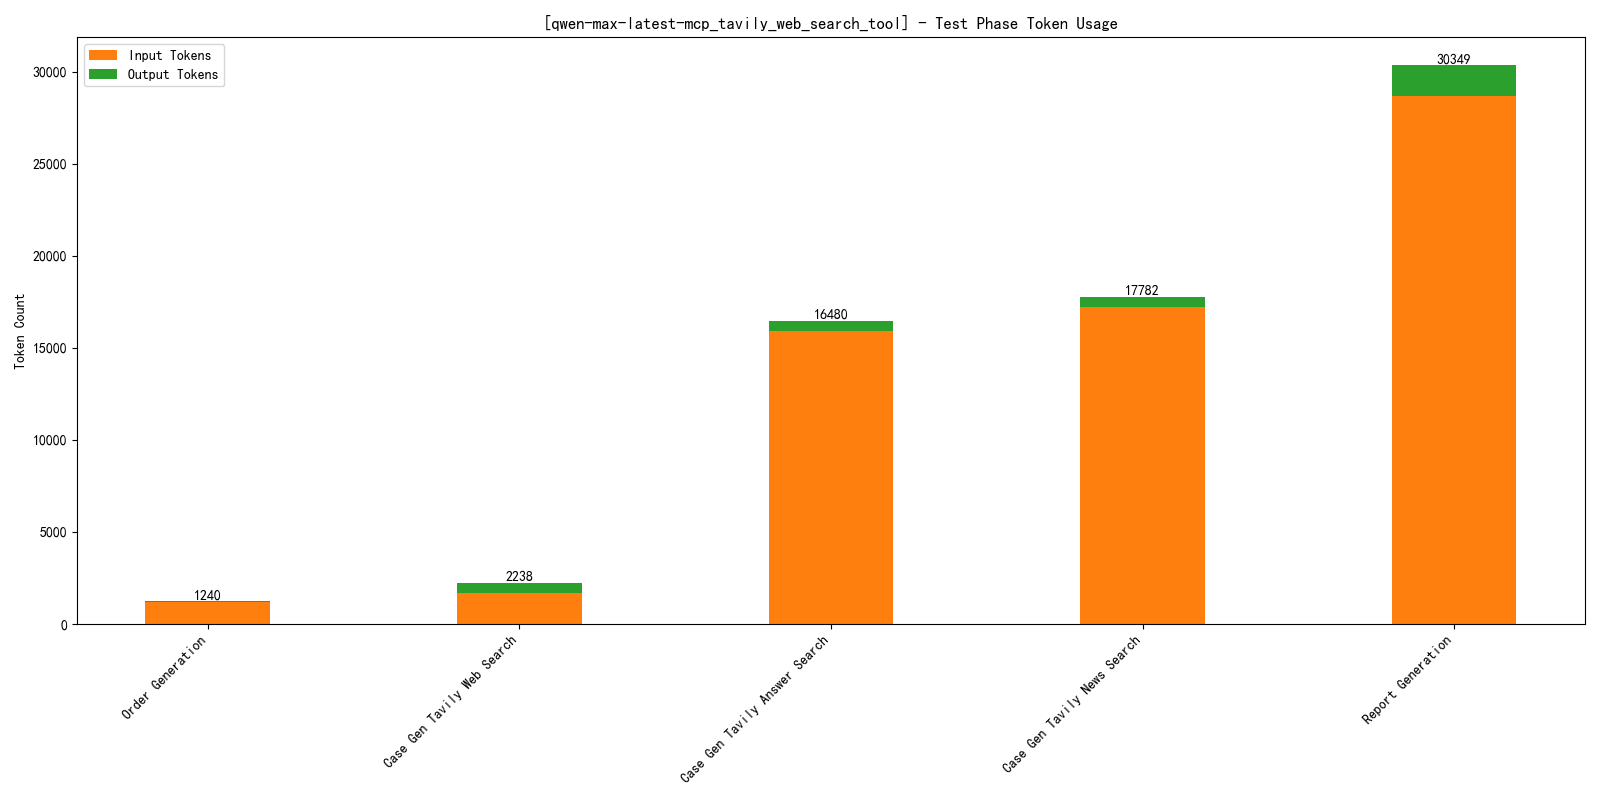 [qwen-max-latest-mcp_tavily_web_search_tool] - Test Phase Token Usage
Input Tokens
Output Tokens
Token Count
30000
25000
20000
15000
10000
5000
0
1240
2238
16480
17782
30349
Order Generation
Case Gen Tavily Web Search
Case Gen Tavily Answer Search
Case Gen Tavily News Search
Report Generation